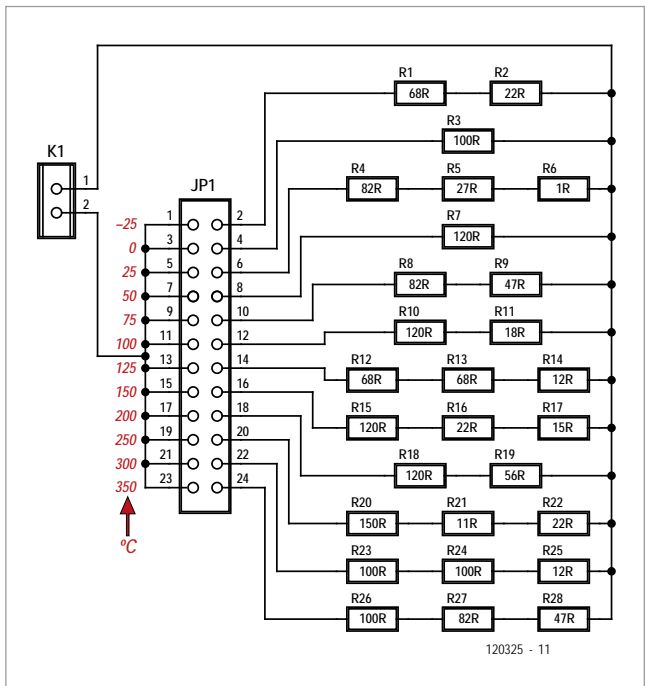 R1 R2
68R 22R
R3
100R
K1
R4 R5 R6
1 JP1 82R 27R 1R
2
R7
–25 1 2
120R
0 3 4
R8 R9
25 5 6
82R 47R
50 7 8
R10 R11
75 9 10
120R 18R
100 11 12
R12 R13 R14
125 13 14
68R 68R 12R
150 15 16
R15 R16 R17
120R 22R 15R
200 17 18
R18 R19
250 19 20
120R 56R
300 21 22
R20 R21 R22
350 23 24
150R 11R 22R
°C
R23 R24 R25
100R 100R 12R
R26 R27 R28
100R 82R 47R
120325 - 11